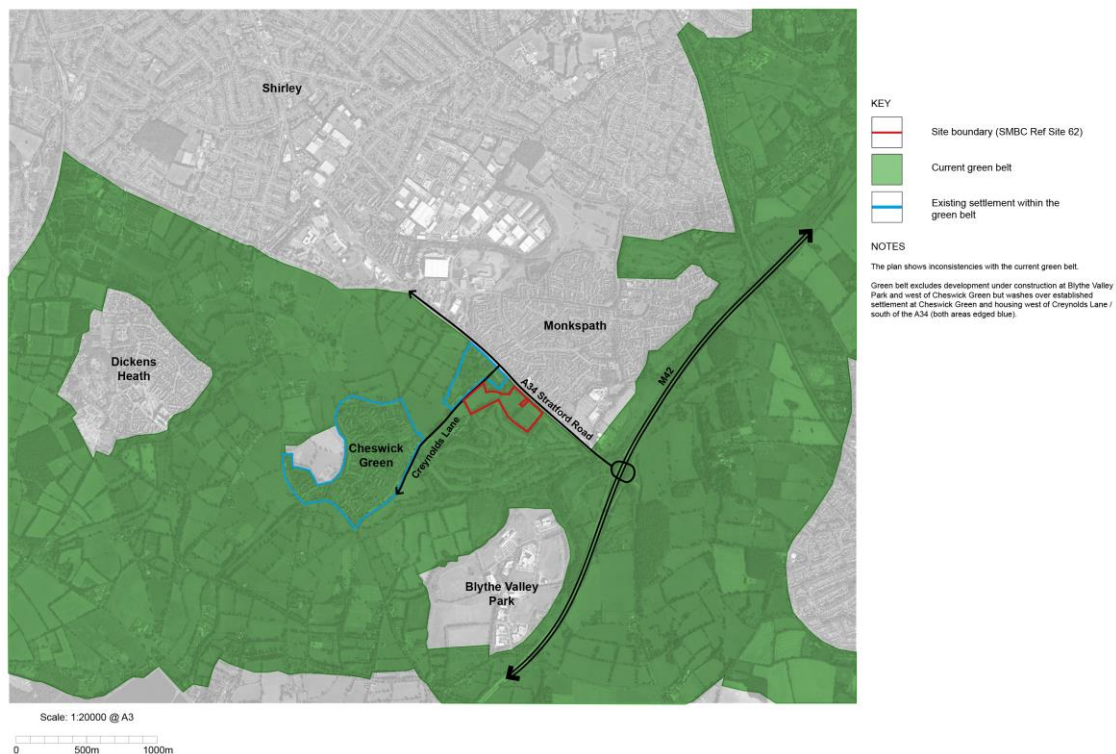 Shirley
Monkspath
Dickens
Heath
A34 Stratford Road
M42
Creynolds Lane
Cheswick
Green
Blythe Valley
Park
KEY
Site boundary (SMBC Ref Site 62)
Current green belt
Existing settlement within the
green belt
NOTES
The plan shows inconsistencies with the current green belt.
Green belt excludes development under construction at Blythe Valley
Park and west of Cheswick Green but washes over established
settlement at Cheswick Green and housing west of Creynolds Lane /
south of the A34 (both areas edged blue).
Scale: 1:20000 @ A3
0 500m 1000m